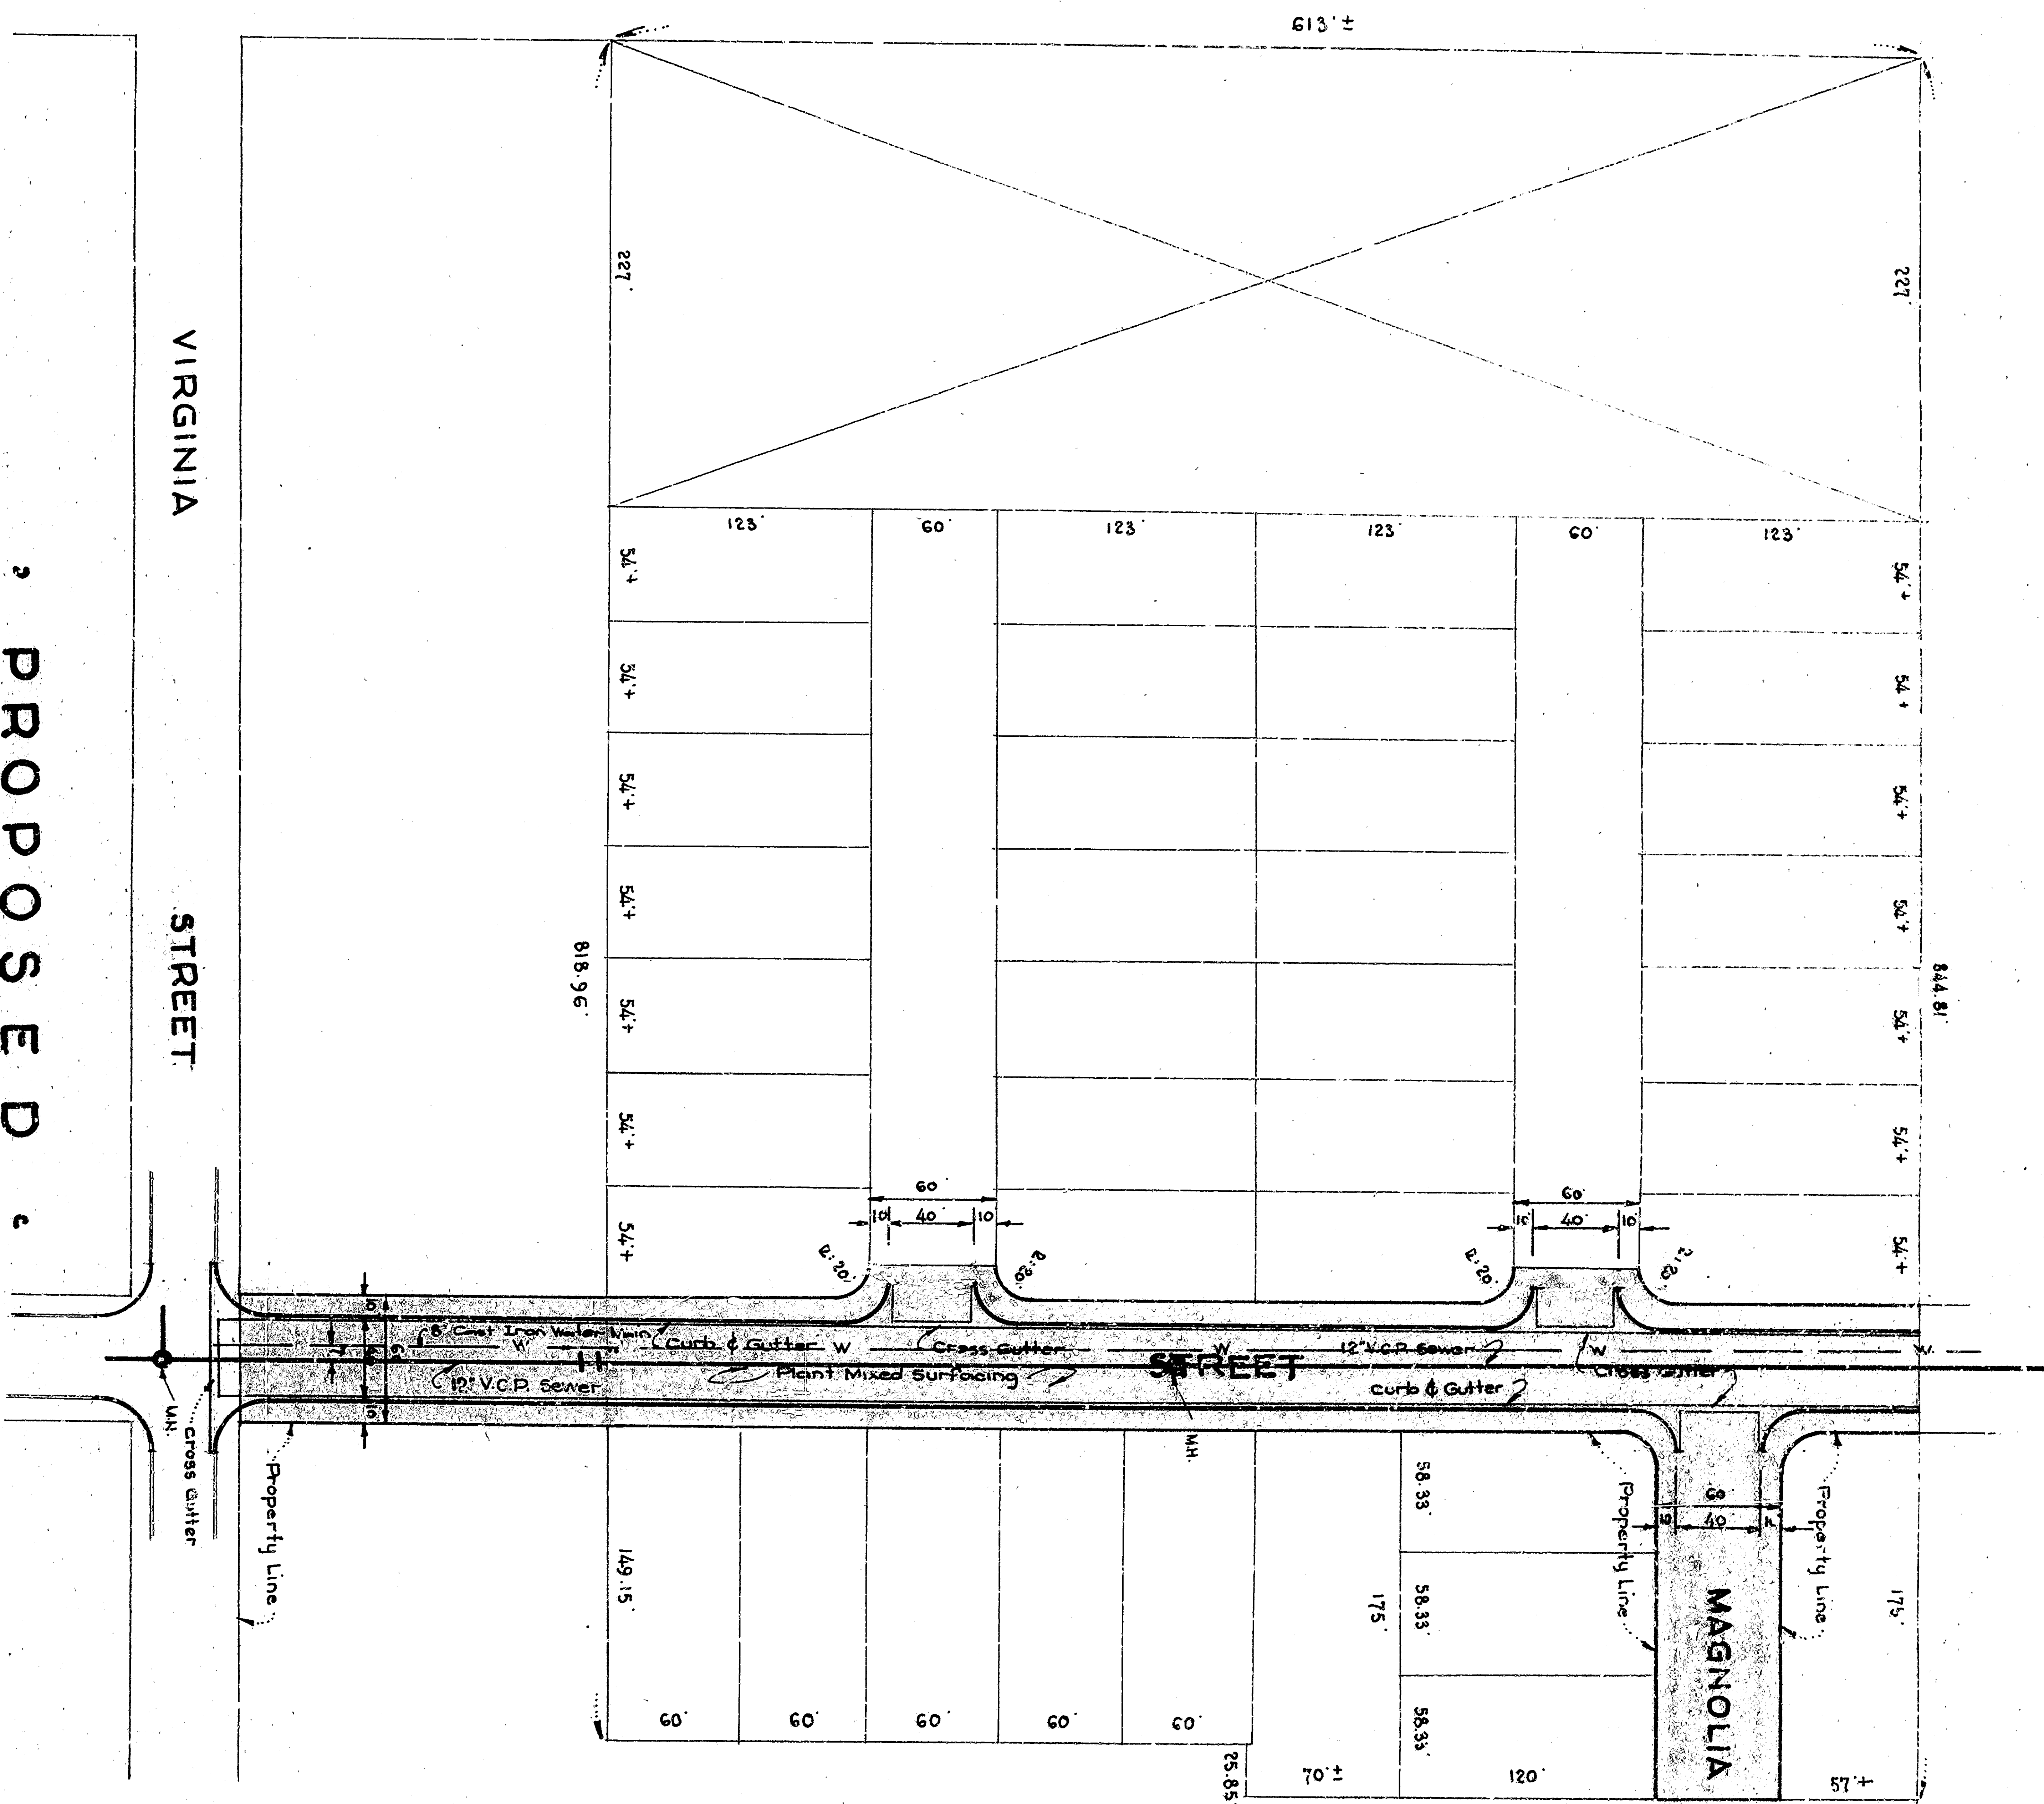 613'±
227'
227'
VIRGINIA
STREET
PROPOSED
123'
60'
123'
123'
60'
123'
54'±
54'±
54'±
54'±
54'±
54'±
54'±
54'±
54'±
54'±
54'±
54'±
54'±
54'±
818.96'
844.81'
60'
10'
40'
10'
R=20'
R=20'
60'
10'
40'
10'
R=20'
R=20'
10'
60'
10'
8" Cast Iron Water Main
W
Curb & Gutter
W
Cross Gutter
W
12" V.C.P. Sewer
W
W
STREET
12" V.C.P. Sewer
Plant Mixed Surfacing
Curb & Gutter
Cross Gutter
M.H.
Cross Gutter
Property Line
M.H.
149.15'
60'
60'
60'
60'
60'
25.85'
175'
70'±
58.33'
58.33'
58.33'
120'
Property Line
60
40
MAGNOLIA
Property Line
175'
57'±